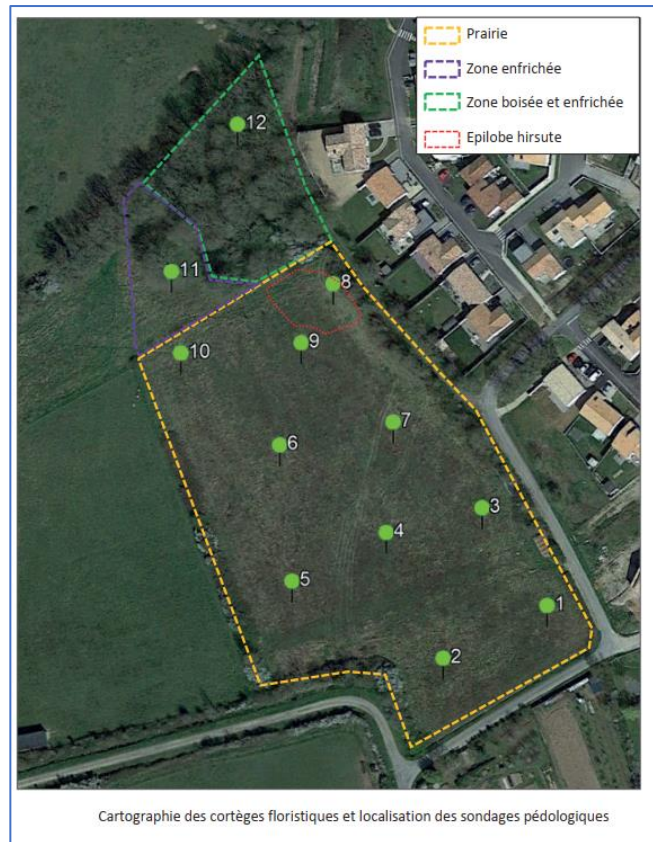 Prairie
Zone enfrichée
Zone boisée et enfrichée
Epilobe hirsute
12
11
8
10
9
7
6
3
4
5
1
2
Cartographie des cortèges floristiques et localisation des sondages pédologiques